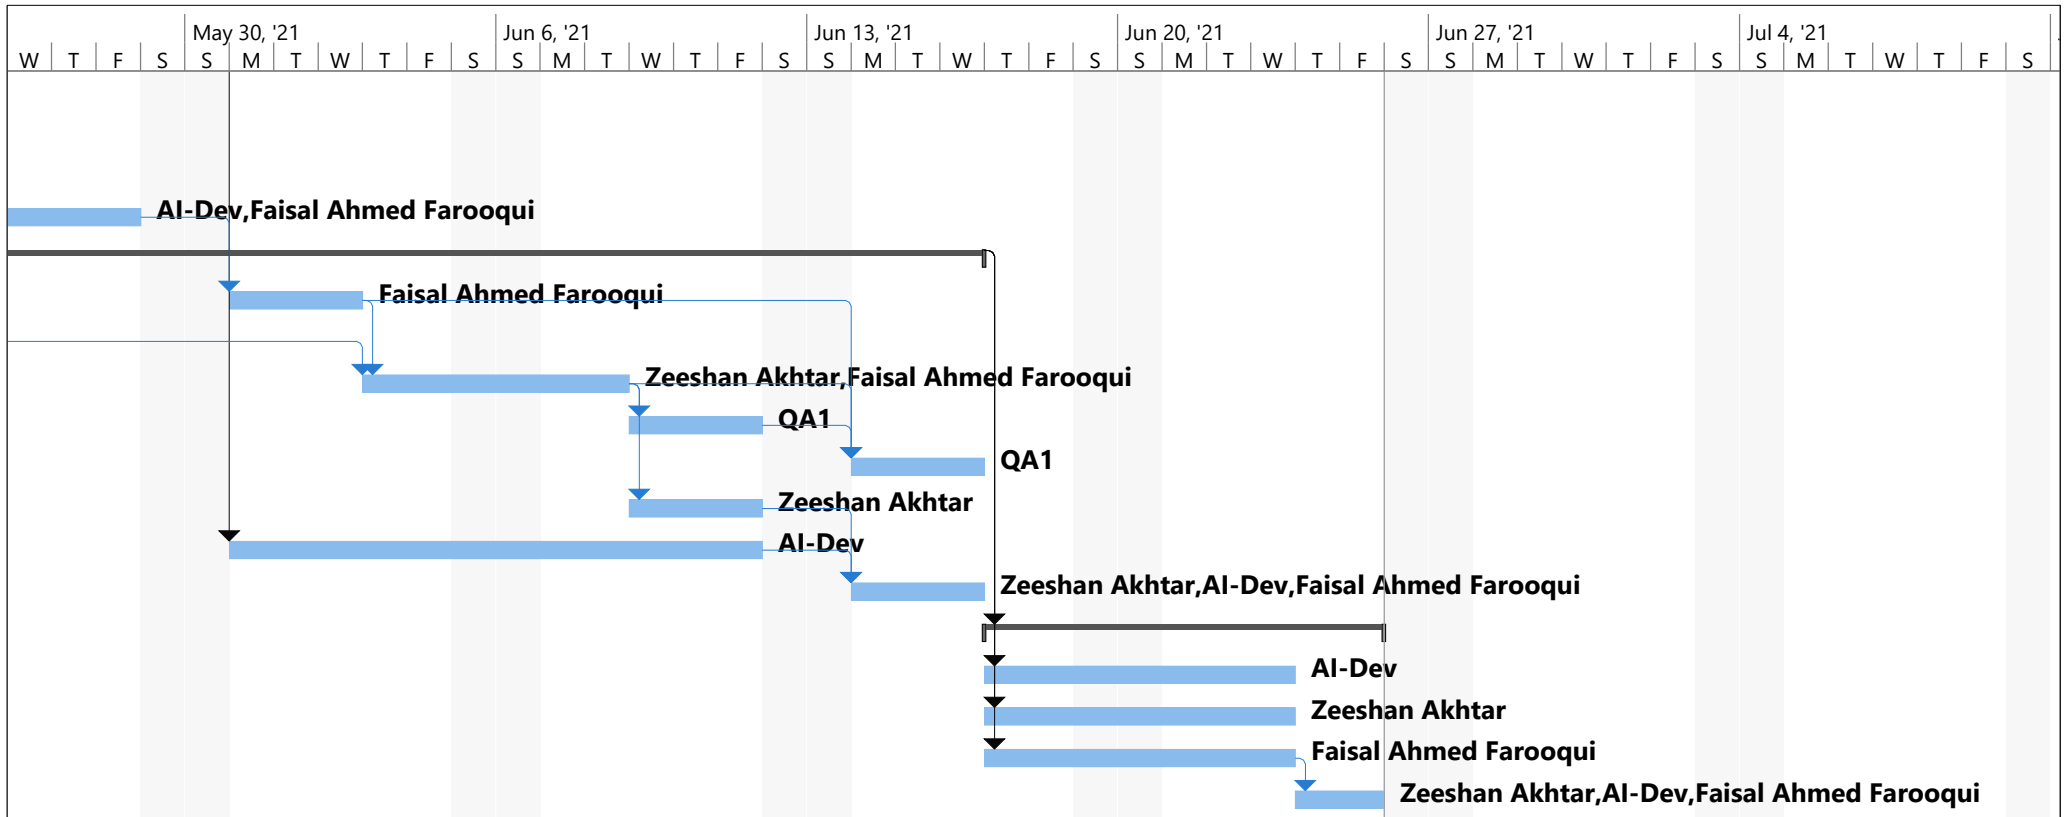 May 30, '21 Jun 6, '21 Jun 13, '21 Jun 20, '21 Jun 27, '21 Jul 4, '21
W T F S S M T W T F S S M T W T F S S M T W T F S S M T W T F S S M T W T F S S M T W T F S
AI-Dev,Faisal Ahmed Farooqui
Faisal Ahmed Farooqui
Zeeshan Akhtar,Faisal Ahmed Farooqui
QA1
QA1
Zeeshan Akhtar
AI-Dev
Zeeshan Akhtar,AI-Dev,Faisal Ahmed Farooqui
AI-Dev
Zeeshan Akhtar
Faisal Ahmed Farooqui
Zeeshan Akhtar,AI-Dev,Faisal Ahmed Farooqui